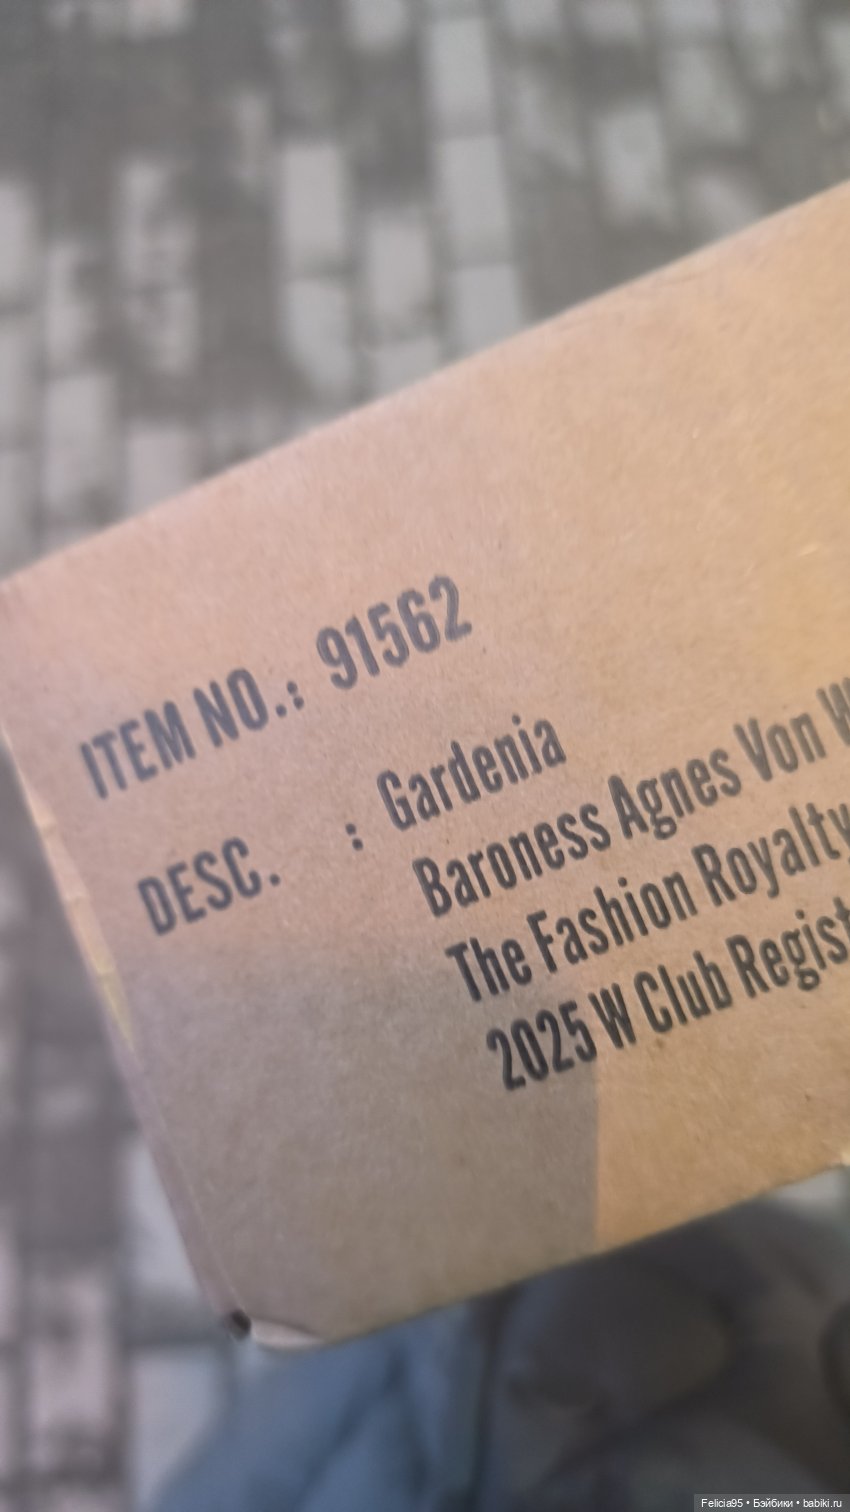 ITEM NO.: 91562
DESC. : Gardenia
Baroness Agnes Von
The Fashion Royalty
2025 W Club
Felicia95 • Бэйбики • babiki.ru